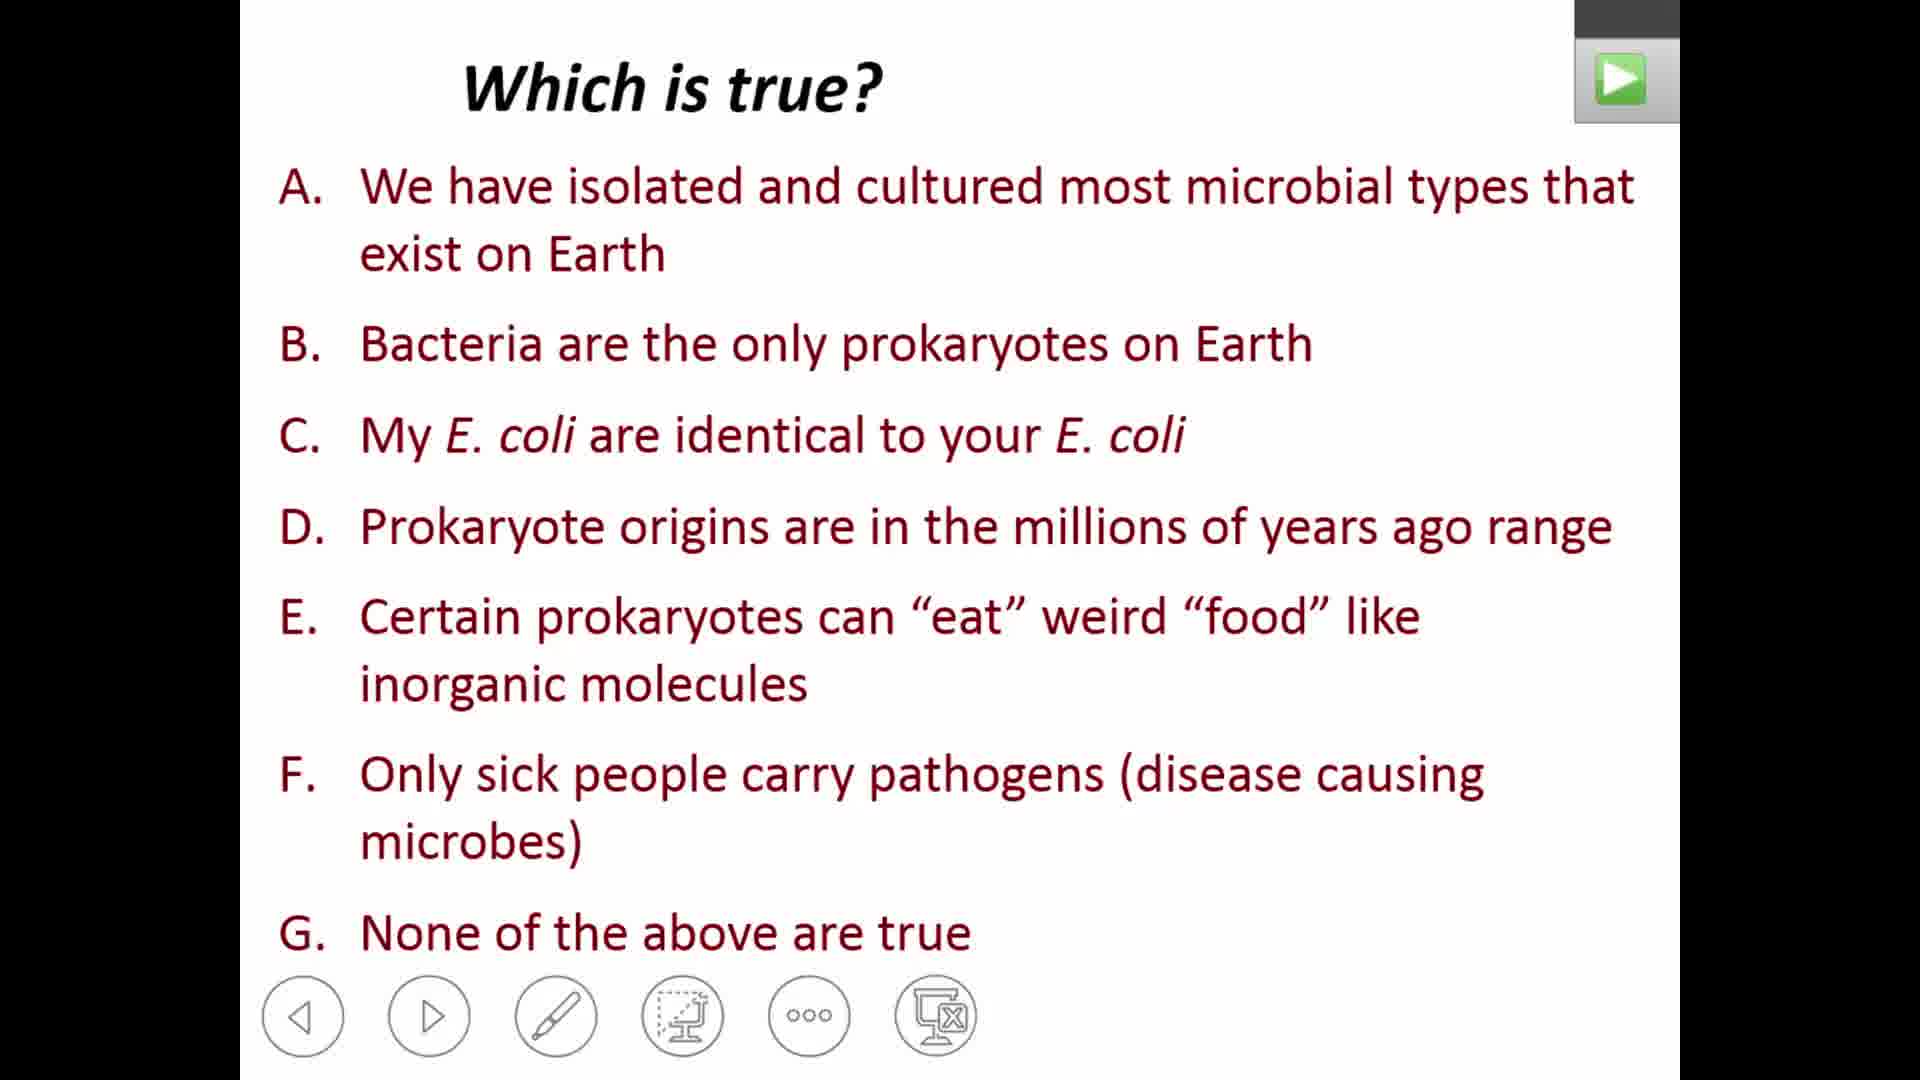 Which is true?
A. We have isolated and cultured most microbial types that
exist on Earth
B. Bacteria are the only prokaryotes on Earth
C. My E. coli are identical to your E. coli
D. Prokaryote origins are in the millions of years ago range
E. Certain prokaryotes can “eat” weird “food” like
inorganic molecules
F. Only sick people carry pathogens (disease causing
microbes)
G. None of the above are true